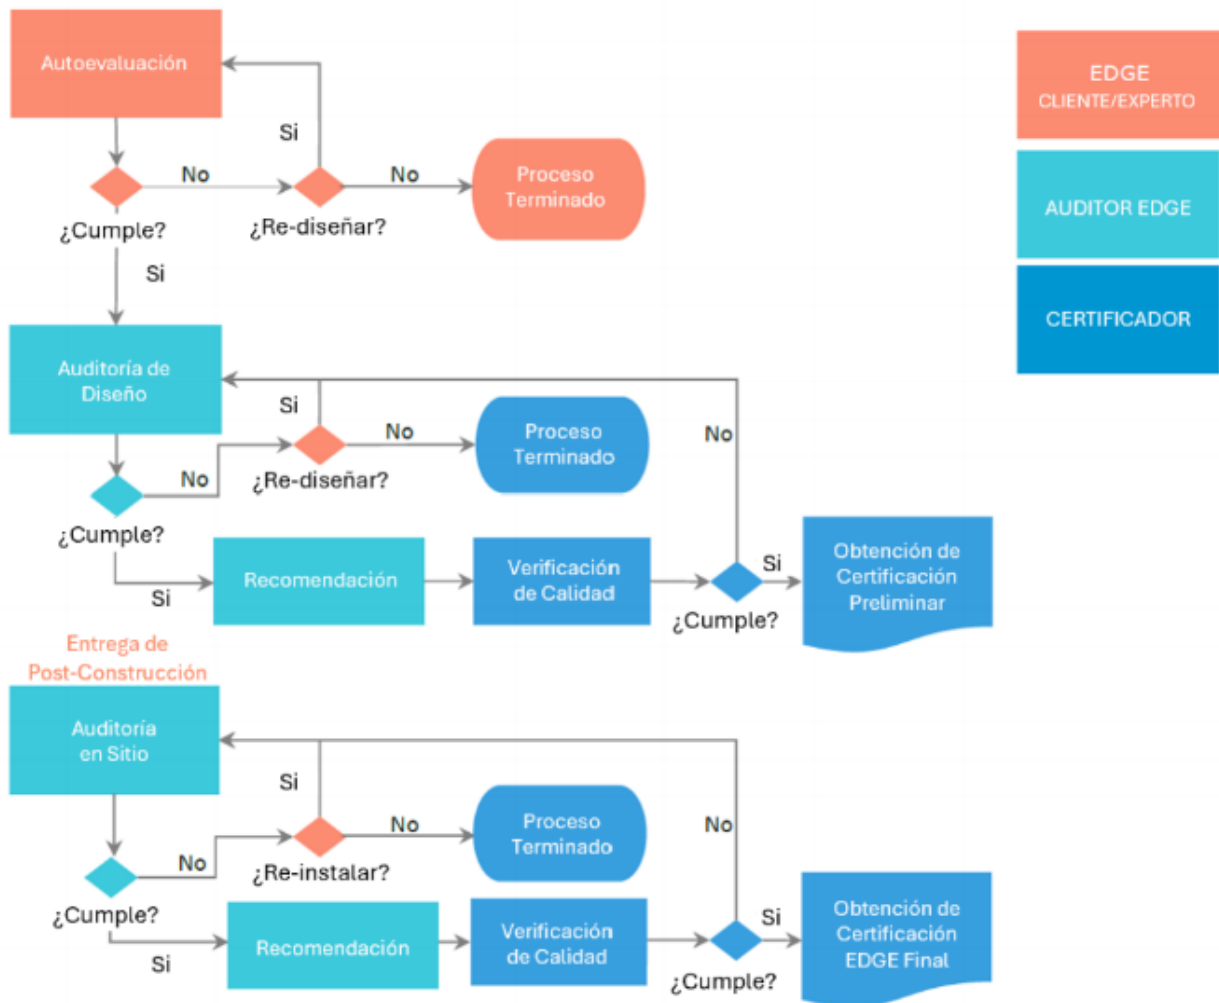 Autoevaluación
EDGE
CLIENTE/EXPERTO
Si
No
No
Proceso
Terminado
¿Cumple?
¿Re-diseñar?
AUDITOR EDGE
Si
CERTIFICADOR
Auditoría de
Diseño
Si
No
Proceso
Terminado
No
No
¿Re-diseñar?
¿Cumple?
Recomendación
Verificación
de Calidad
Si
Obtención de
Certificación
Preliminar
Si
¿Cumple?
Entrega de
Post-Construcción
Auditoría
en Sitio
Si
No
Proceso
Terminado
No
No
¿Re-instalar?
¿Cumple?
Recomendación
Verificación
de Calidad
Si
Obtención de
Certificación
EDGE Final
Si
¿Cumple?